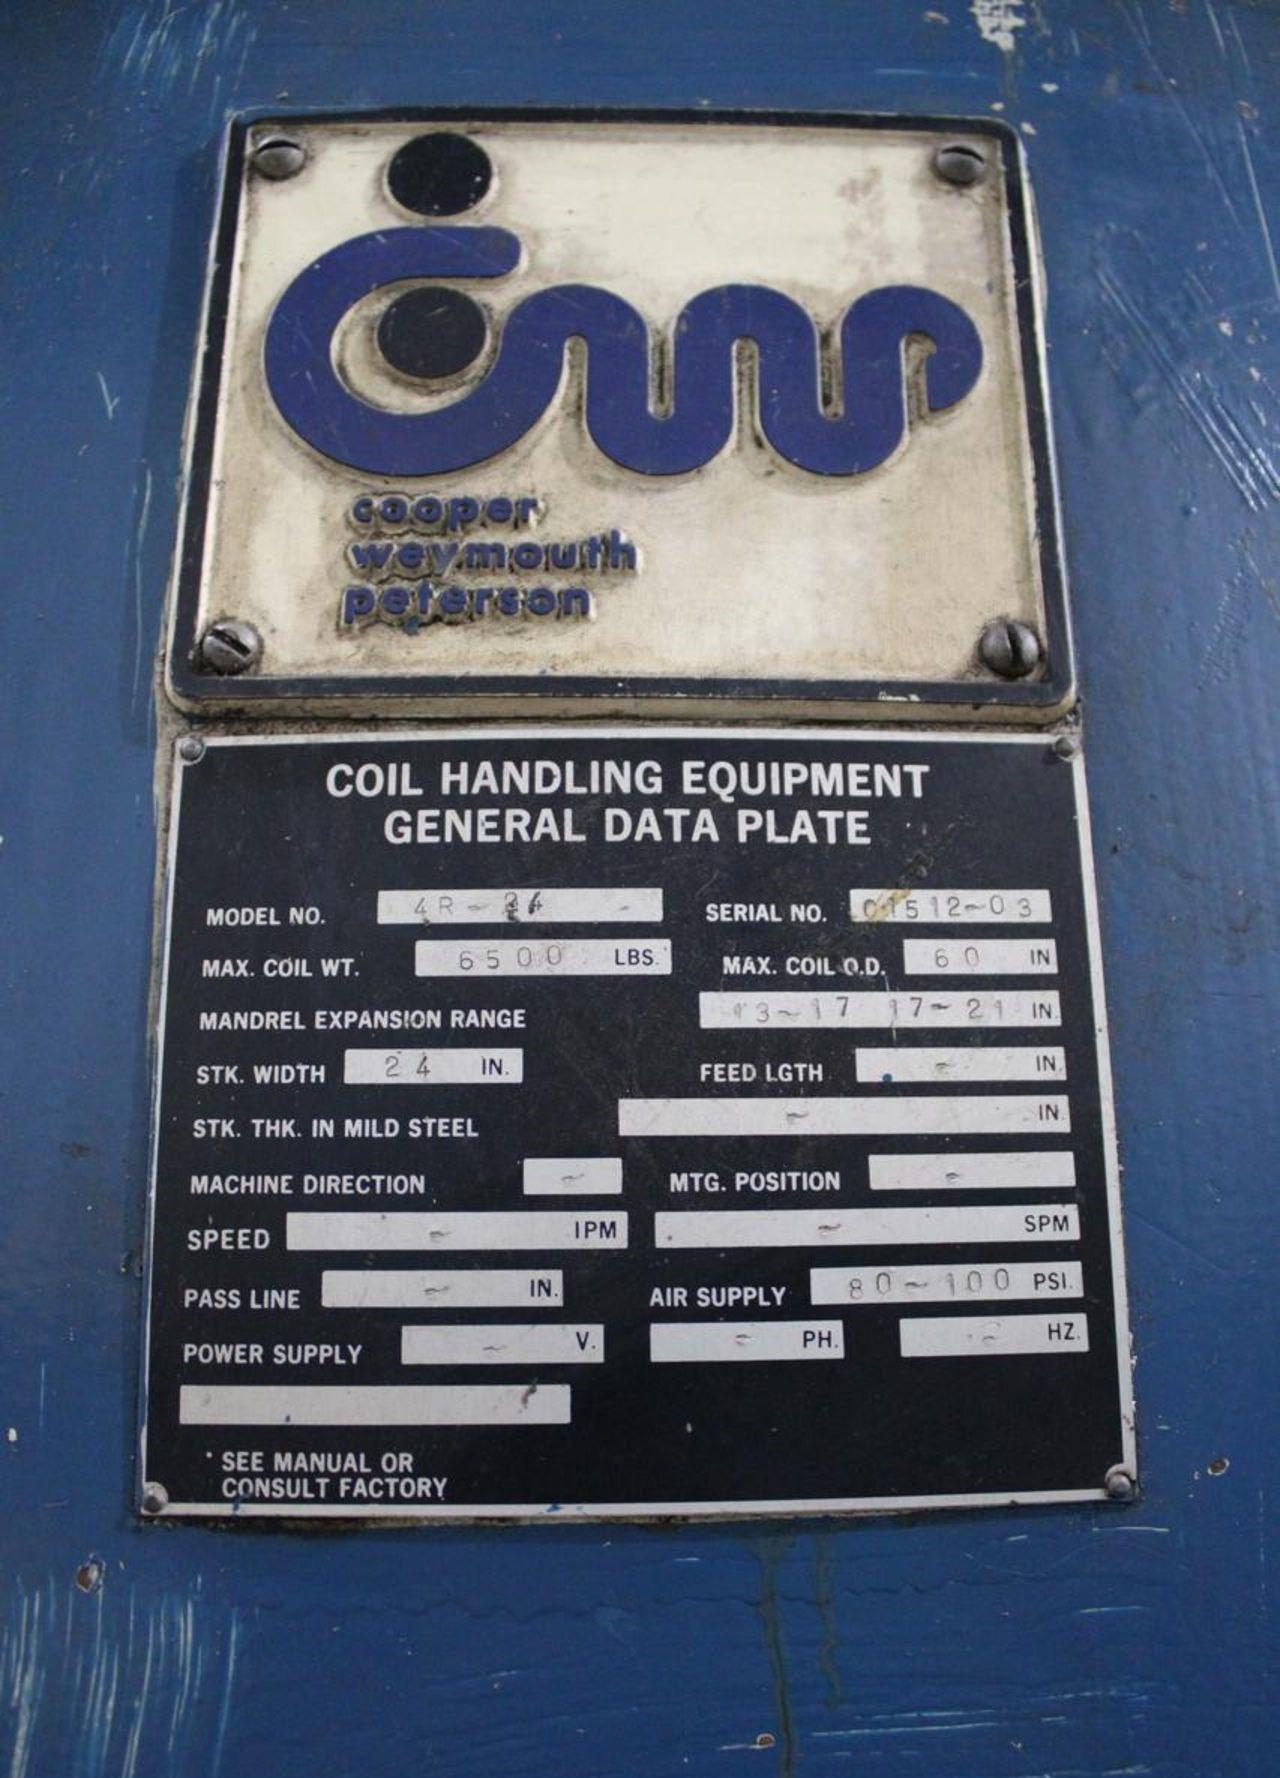 cwp
cooper
weymouth
peterson
COIL HANDLING EQUIPMENT
GENERAL DATA PLATE
MODEL NO. 4R-24 - SERIAL NO. 01512-03
MAX. COIL WT. 6500 LBS. MAX. COIL O.D. 60 IN
MANDREL EXPANSION RANGE 13-17 17-21 IN.
STK. WIDTH 24 IN. FEED LGTH - IN.
STK. THK. IN MILD STEEL - IN.
MACHINE DIRECTION - MTG. POSITION -
SPEED - IPM - SPM
PASS LINE - IN. AIR SUPPLY 80-100 PSI.
POWER SUPPLY - V. - PH. - HZ.
* SEE MANUAL OR
CONSULT FACTORY